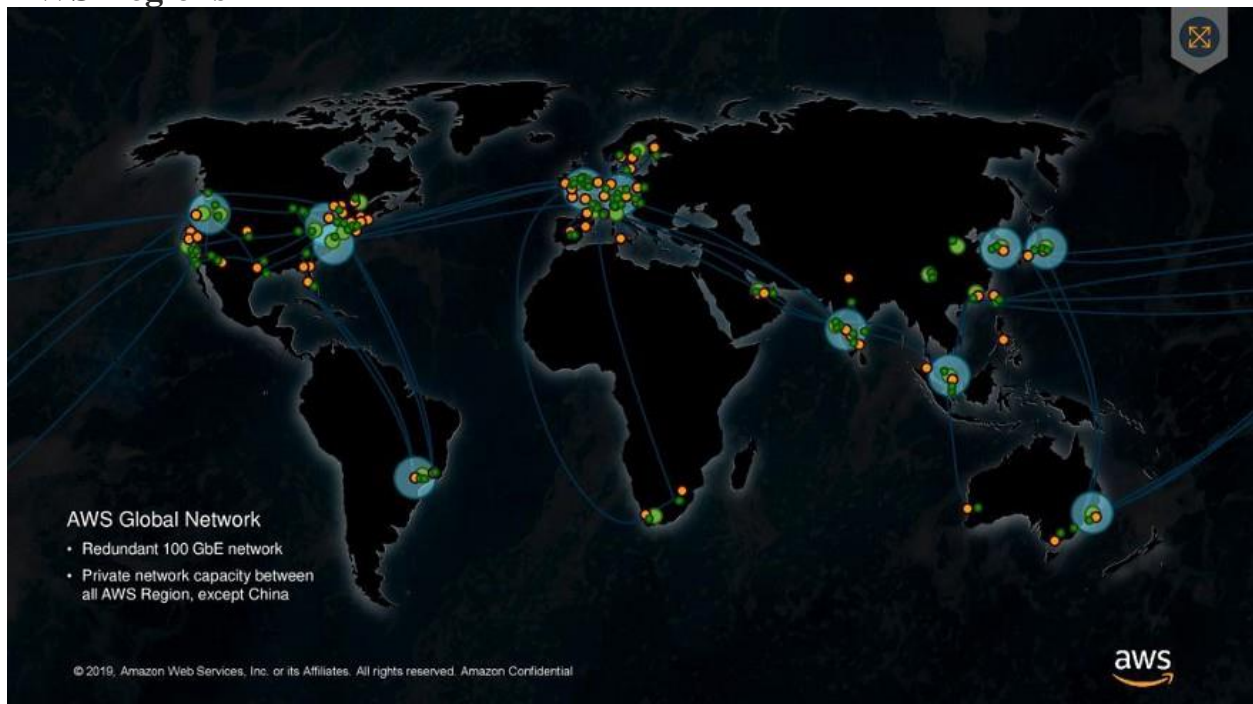 AWS Global Network
• Redundant 100 GbE network
• Private network capacity between
all AWS Region, except China
© 2019, Amazon Web Services, Inc. or its Affiliates. All rights reserved. Amazon Confidential
aws